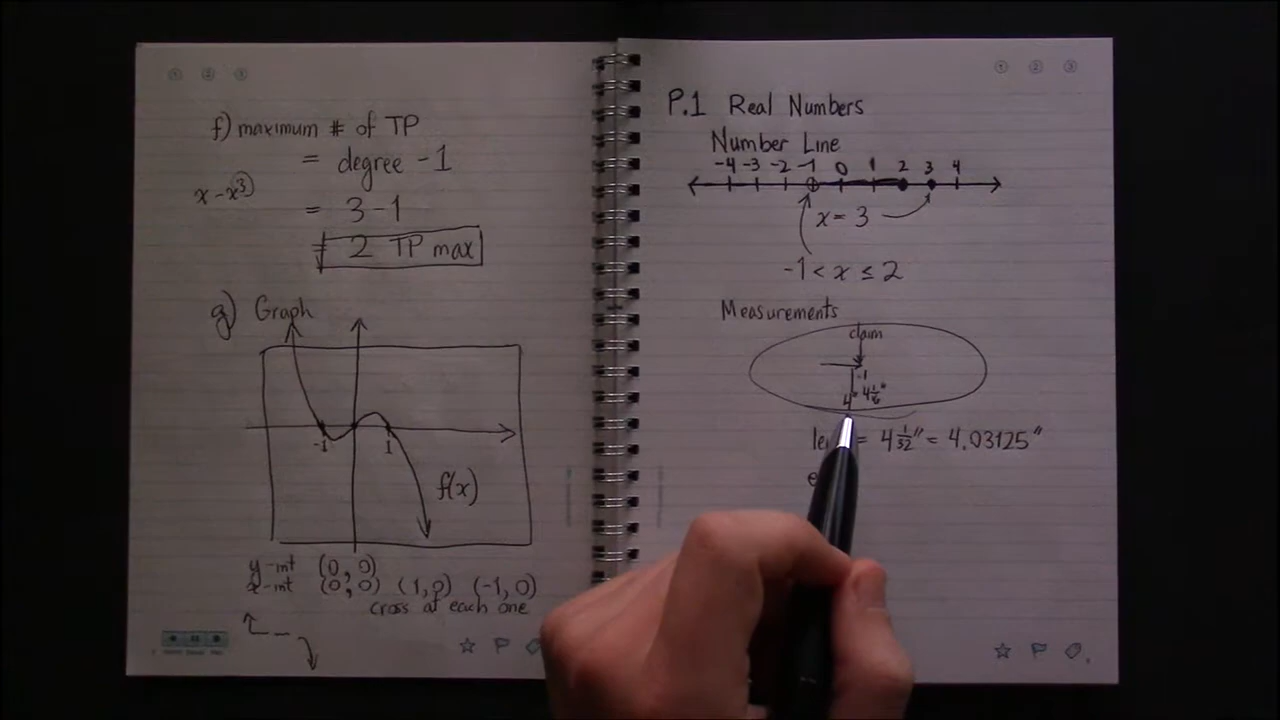 f) maximum # of TP
= degree -1
x - x³
= 3-1
= 2 TP max
g) Graph
-1
1
f(x)
y-int (0, 0)
x-int (0, 0) (1, 0) (-1, 0)
cross at each one
P.1 Real Numbers
Number Line
-4 -3 -2 -1 0 1 2 3 4
x = 3
-1 < x ≤ 2
Measurements
claim
4"
= 4 1/32" = 4.03125"